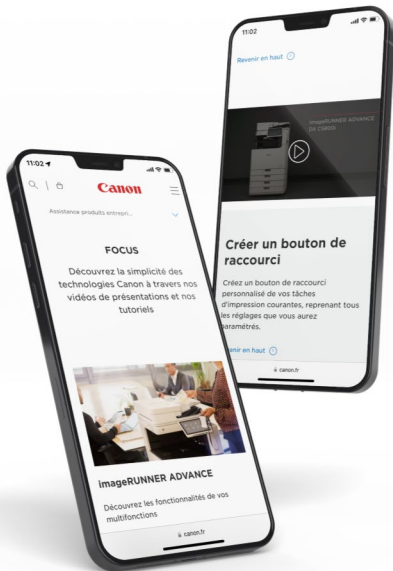 11:02
Canon
Assistance produits entrepri...
FOCUS
Découvrez la simplicité des
technologies Canon à travers nos
vidéos de présentations et nos
tutoriels
imageRUNNER ADVANCE
Découvrez les fonctionnalités de vos
multifonctions
canon.fr
11:02
Revenir en haut
imageRUNNER ADVANCE
Créer un bouton de
raccourci
Créez un bouton de raccourci
personnalisé de vos tâches
d'impression courantes, reprenant tous
les réglages que vous aurez
paramétrés.
enir en haut
canon.fr